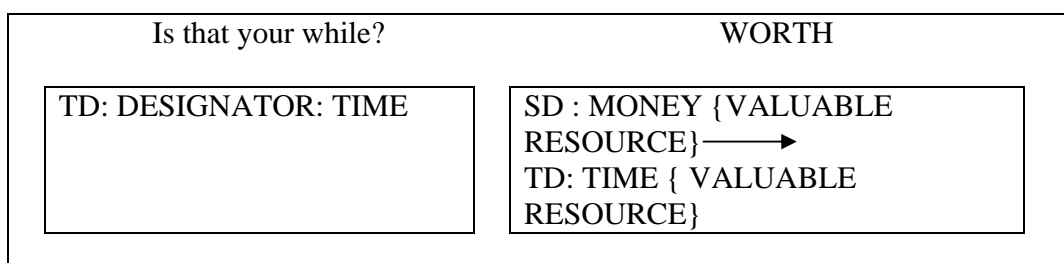 Is that your while? WORTH
TD: DESIGNATOR: TIME
SD : MONEY {VALUABLE
RESOURCE}
TD: TIME { VALUABLE
RESOURCE}